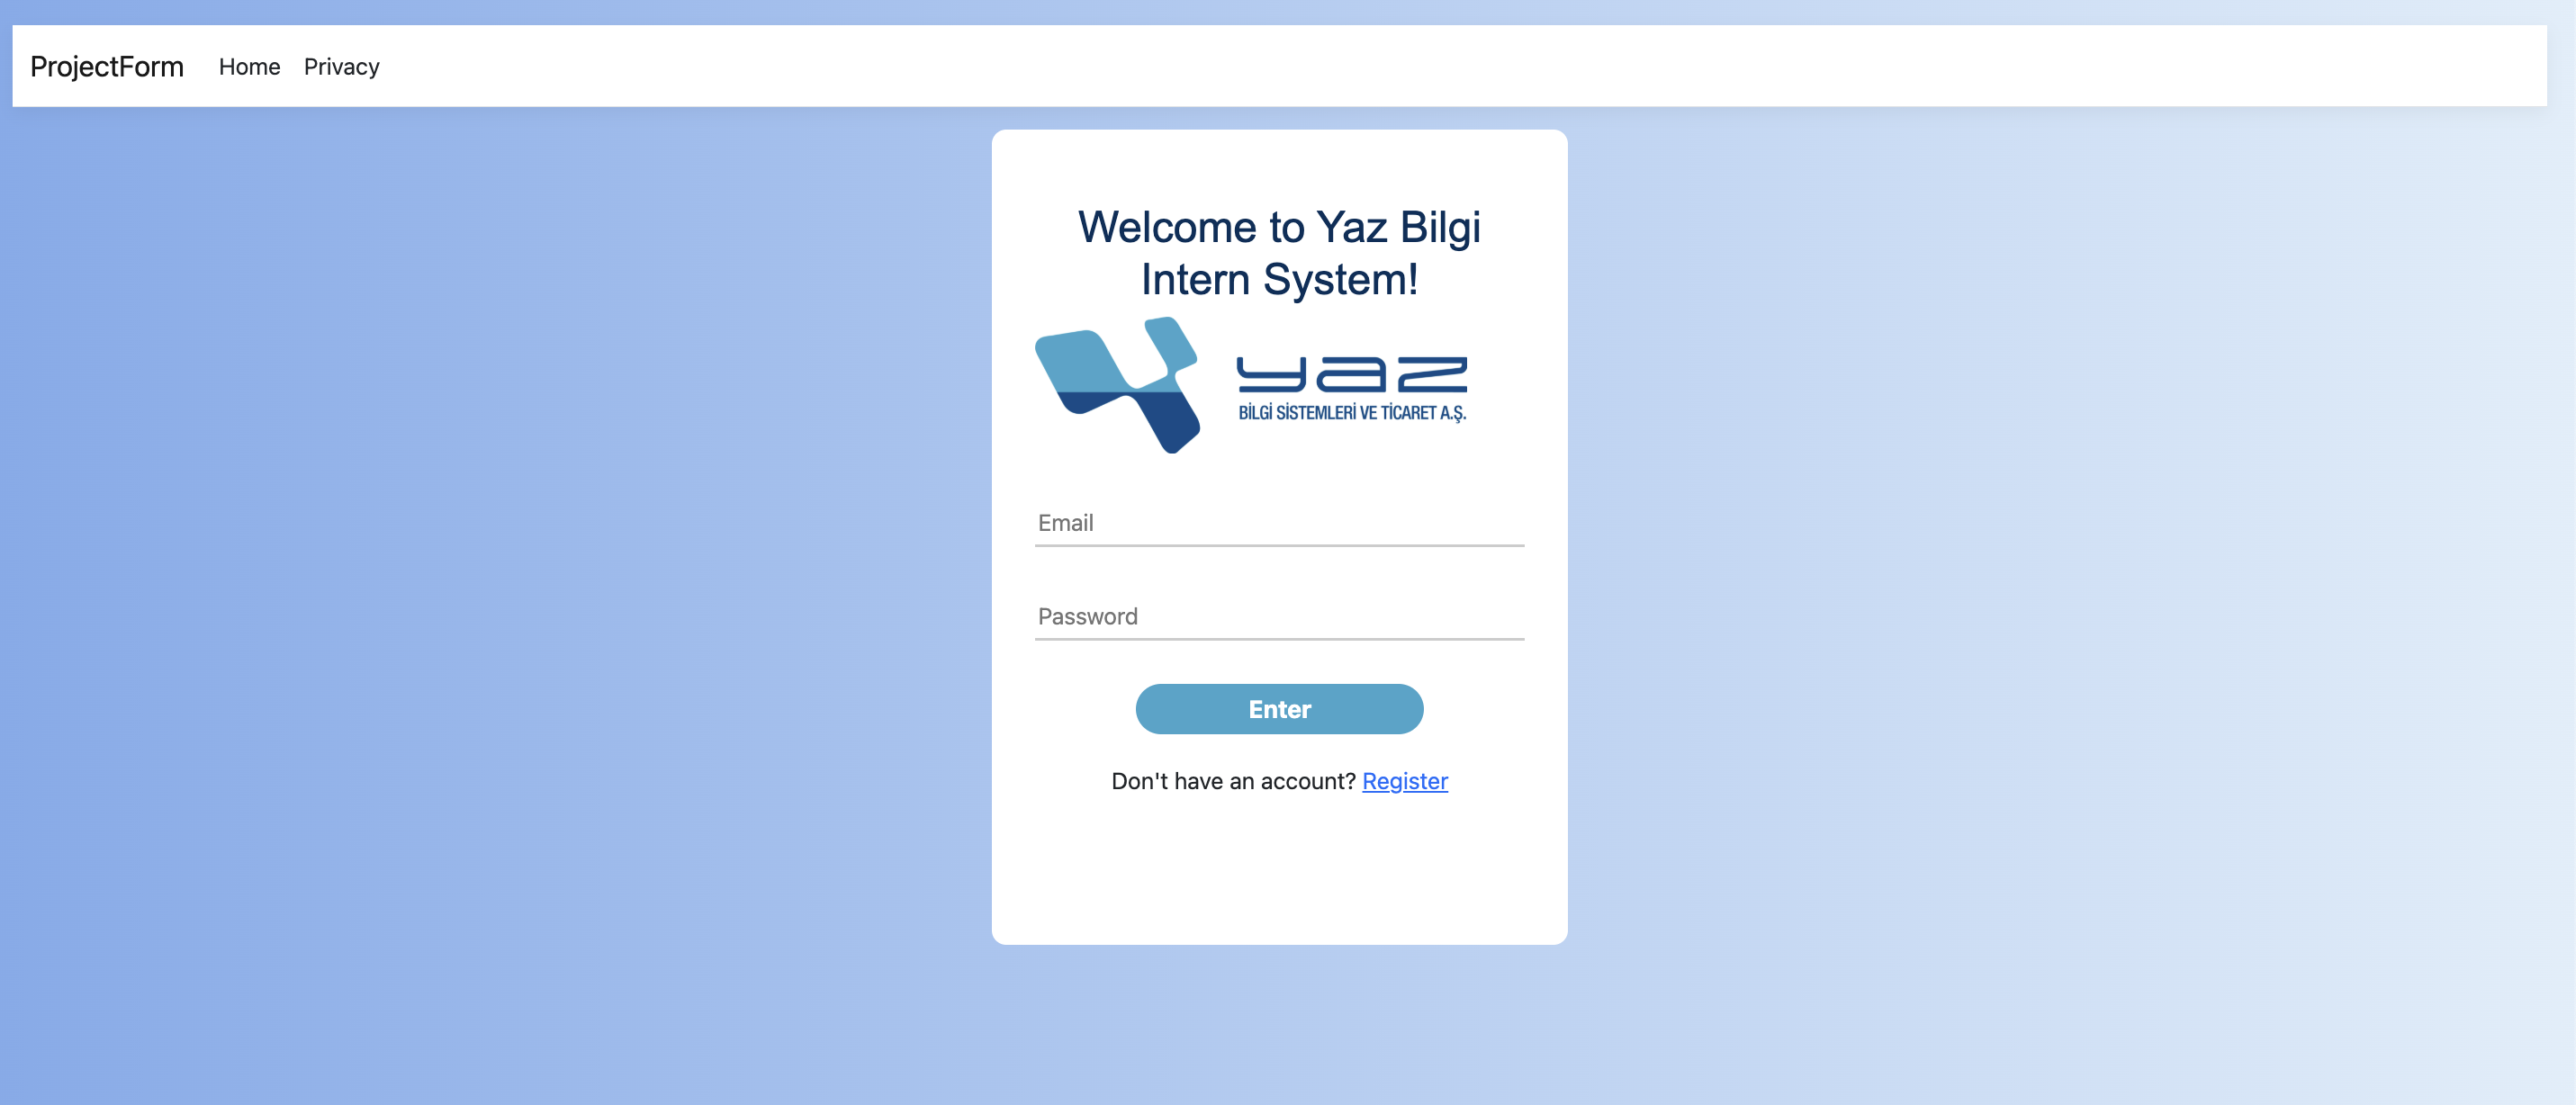 ProjectForm Home Privacy
Welcome to Yaz Bilgi
Intern System!
yaz
BİLGİ SİSTEMLERİ VE TİCARET A.Ş.
Email
Password
Enter
Don't have an account? Register